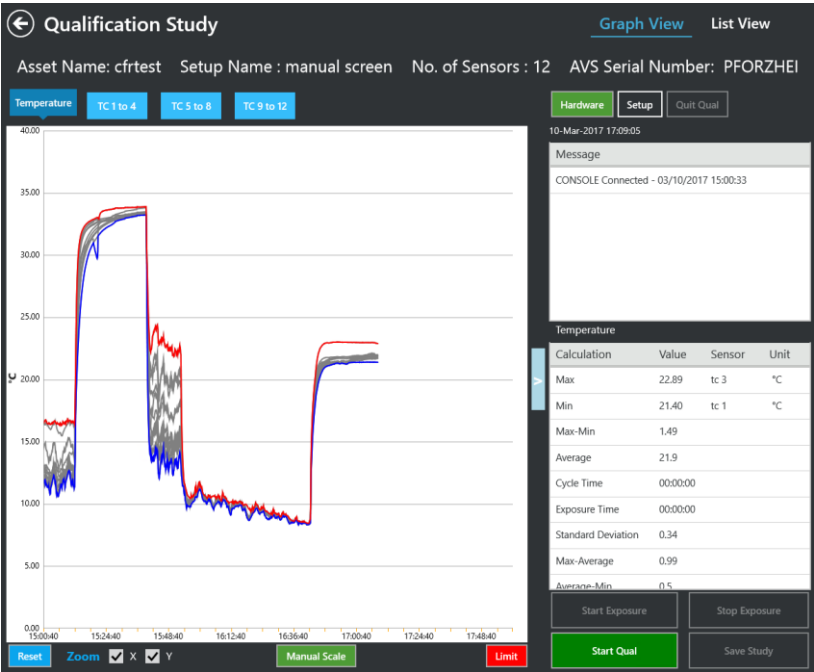 Qualification Study
Graph View List View
Asset Name: cfrtest Setup Name : manual screen No. of Sensors : 12 AVS Serial Number: PFORZHEI
Temperature TC 1 to 4 TC 5 to 8 TC 9 to 12
Hardware Setup Quit Qual
10-Mar-2017 17:09:05
Message
CONSOLE Connected - 03/10/2017 15:00:33
40.00
35.00
30.00
25.00
20.00
15.00
10.00
5.00
0.00
°C
15:00:40 15:24:40 15:48:40 16:12:40 16:36:40 17:00:40 17:24:40 17:48:40
>
Temperature
Calculation Value Sensor Unit
Max 22.89 tc 3 °C
Min 21.40 tc 1 °C
Max-Min 1.49
Average 21.9
Cycle Time 00:00:00
Exposure Time 00:00:00
Standard Deviation 0.34
Max-Average 0.99
Average-Min 0.5
Start Exposure Stop Exposure
Start Qual Save Study
Reset Zoom X Y Manual Scale Limit